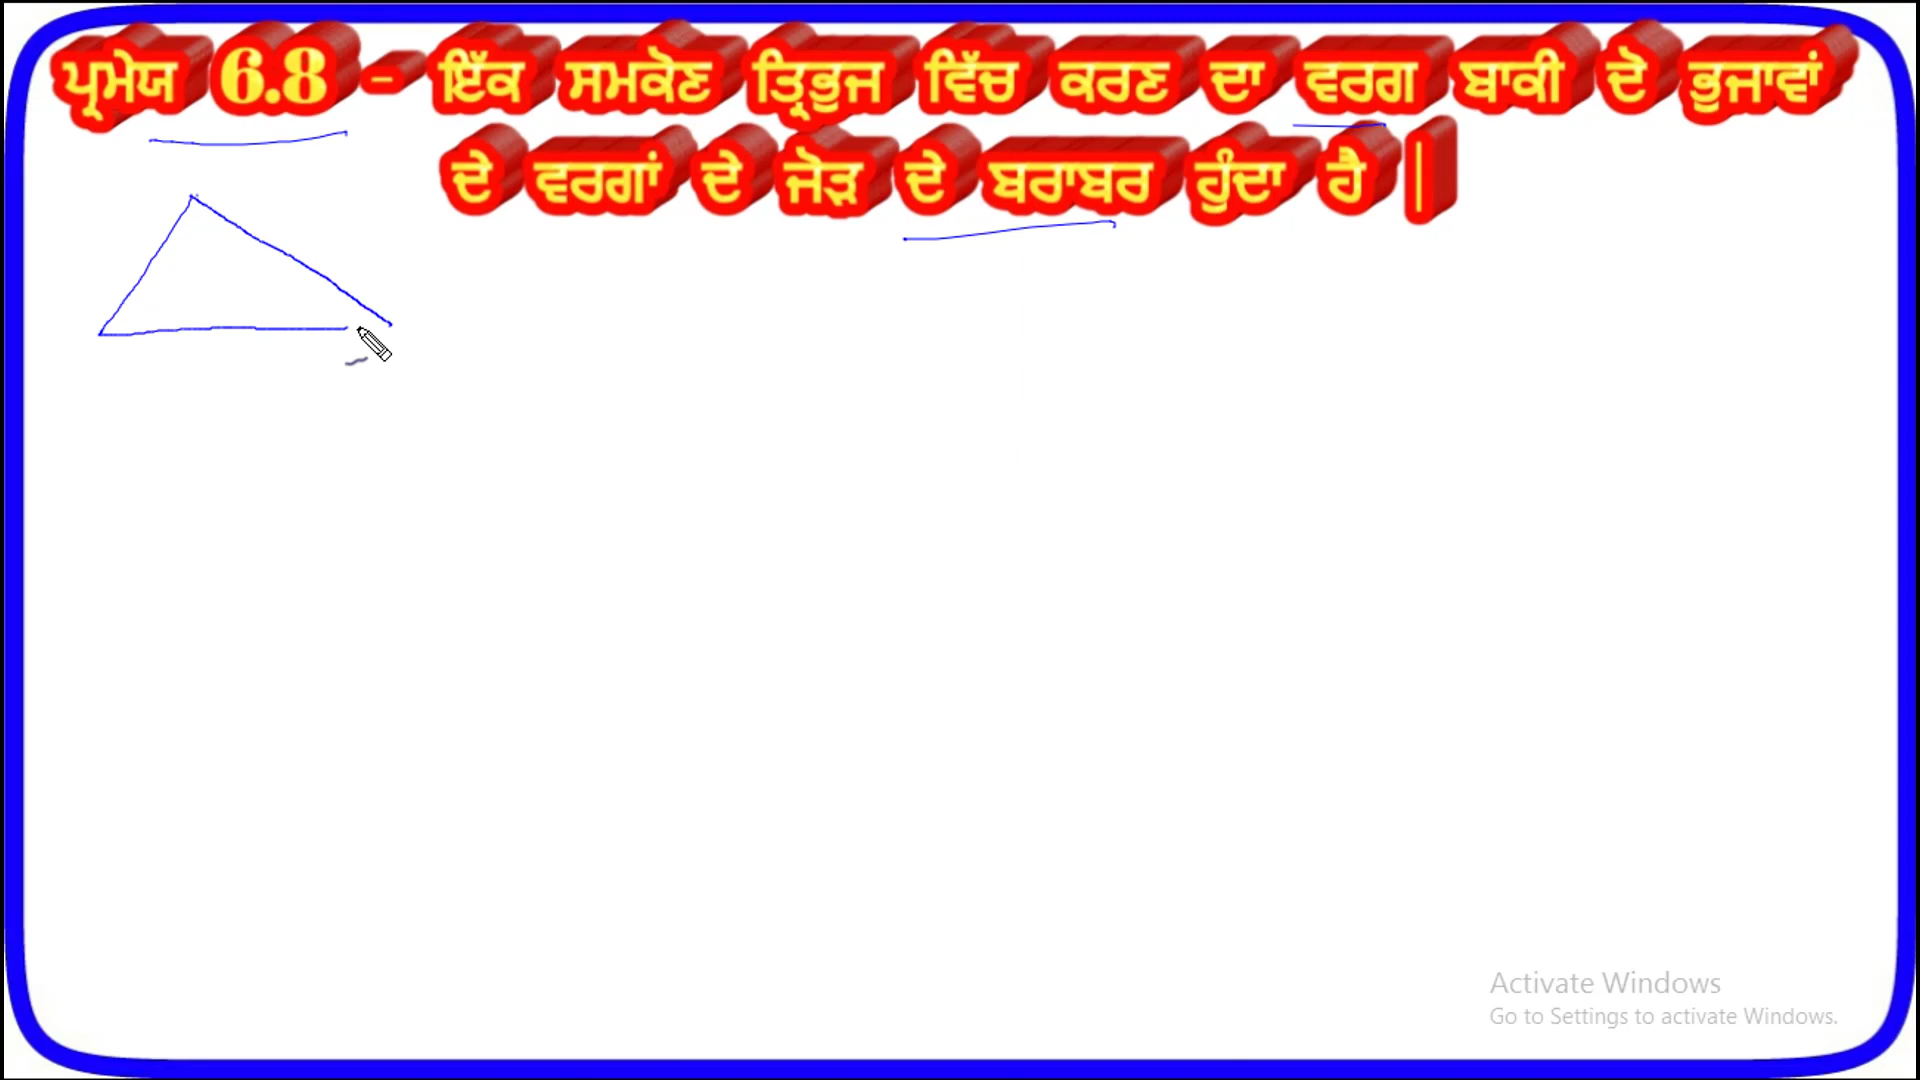 ਪ੍ਰਮੇਯ 6.8 - ਇੱਕ ਸਮਕੋਣ ਤ੍ਰਿਭੁਜ ਵਿੱਚ ਕਰਣ ਦਾ ਵਰਗ ਬਾਕੀ ਦੋ ਭੁਜਾਵਾਂ
ਦੇ ਵਰਗਾਂ ਦੇ ਜੋੜ ਦੇ ਬਰਾਬਰ ਹੁੰਦਾ ਹੈ |
Activate Windows
Go to Settings to activate Windows.